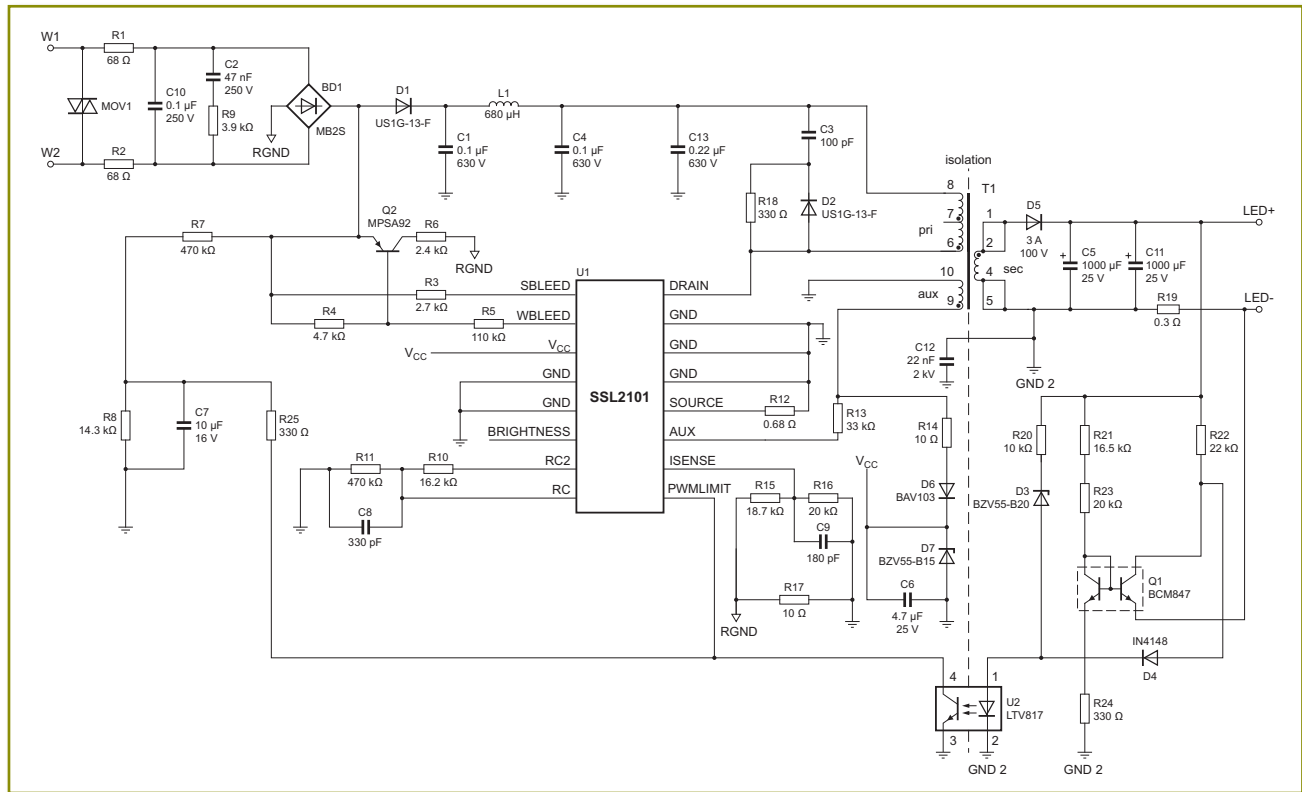 W1
R1
68 Ω
MOV1
C10
0.1 µF
250 V
C2
47 nF
250 V
R9
3.9 kΩ
BD1
MB2S
RGND
W2
R2
68 Ω
D1
US1G-13-F
L1
680 µH
C1
0.1 µF
630 V
C4
0.1 µF
630 V
C13
0.22 µF
630 V
C3
100 pF
R18
330 Ω
D2
US1G-13-F
isolation
8
T1
7
pri
6
10
aux
9
1
2
sec
4
5
D5
3 A
100 V
C5
1000 µF
25 V
C11
1000 µF
25 V
LED+
R19
0.3 Ω
LED-
R7
470 kΩ
Q2
MPSA92
R6
2.4 kΩ
RGND
R3
2.7 kΩ
R4
4.7 kΩ
R5
110 kΩ
VCC
U1
SSL2101
SBLEED
WBLEED
VCC
GND
GND
BRIGHTNESS
RC2
RC
DRAIN
GND
GND
GND
SOURCE
AUX
ISENSE
PWMLIMIT
R12
0.68 Ω
R8
14.3 kΩ
C7
10 µF
16 V
R25
330 Ω
R11
470 kΩ
R10
16.2 kΩ
C8
330 pF
R15
18.7 kΩ
R16
20 kΩ
C9
180 pF
R17
10 Ω
RGND
C12
22 nF
2 kV
GND 2
R13
33 kΩ
R14
10 Ω
VCC
D6
BAV103
D7
BZV55-B15
C6
4.7 µF
25 V
R20
10 kΩ
R21
16.5 kΩ
R22
22 kΩ
D3
BZV55-B20
R23
20 kΩ
Q1
BCM847
IN4148
D4
4
1
U2
LTV817
3
2
GND 2
R24
330 Ω
GND 2